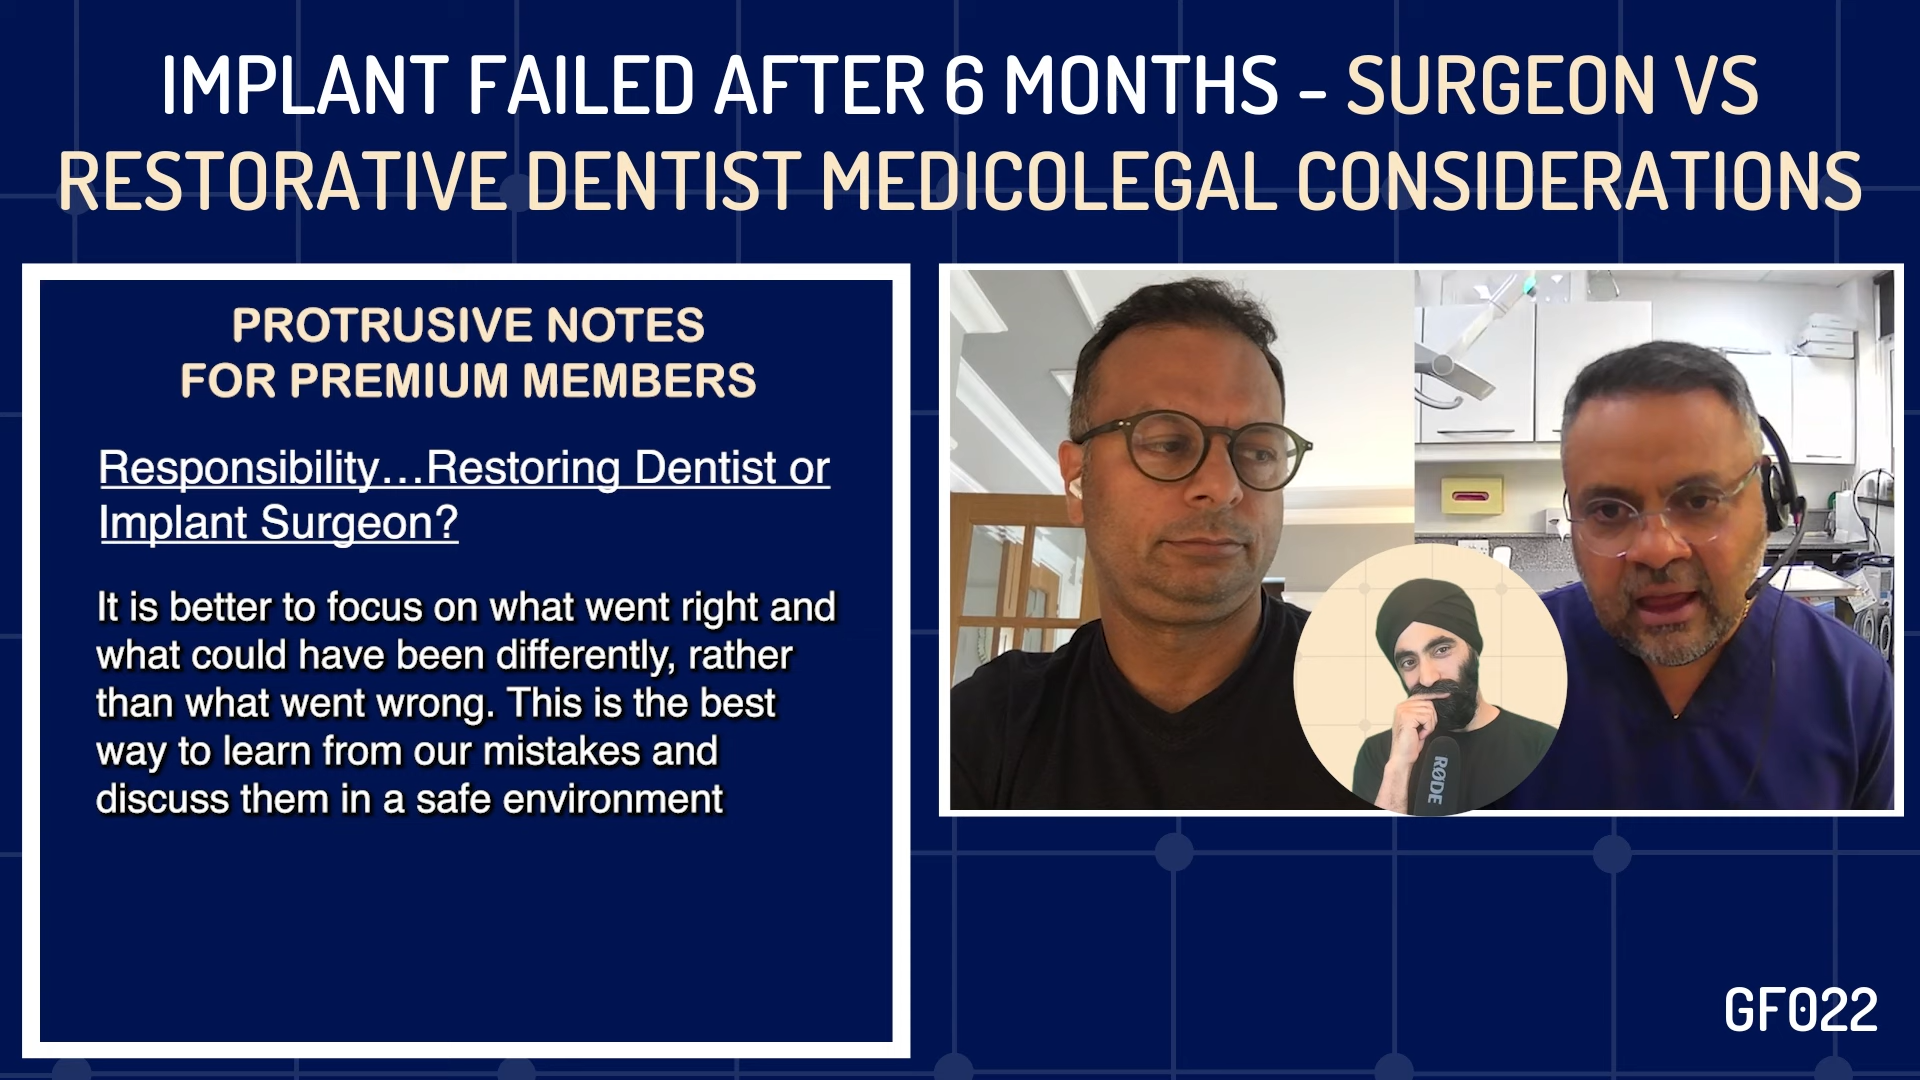 IMPLANT FAILED AFTER 6 MONTHS - SURGEON VS
RESTORATIVE DENTIST MEDICOLEGAL CONSIDERATIONS
PROTRUSIVE NOTES
FOR PREMIUM MEMBERS
Responsibility...Restoring Dentist or
Implant Surgeon?
It is better to focus on what went right and
what could have been differently, rather
than what went wrong. This is the best
way to learn from our mistakes and
discuss them in a safe environment
RØDE
GF022